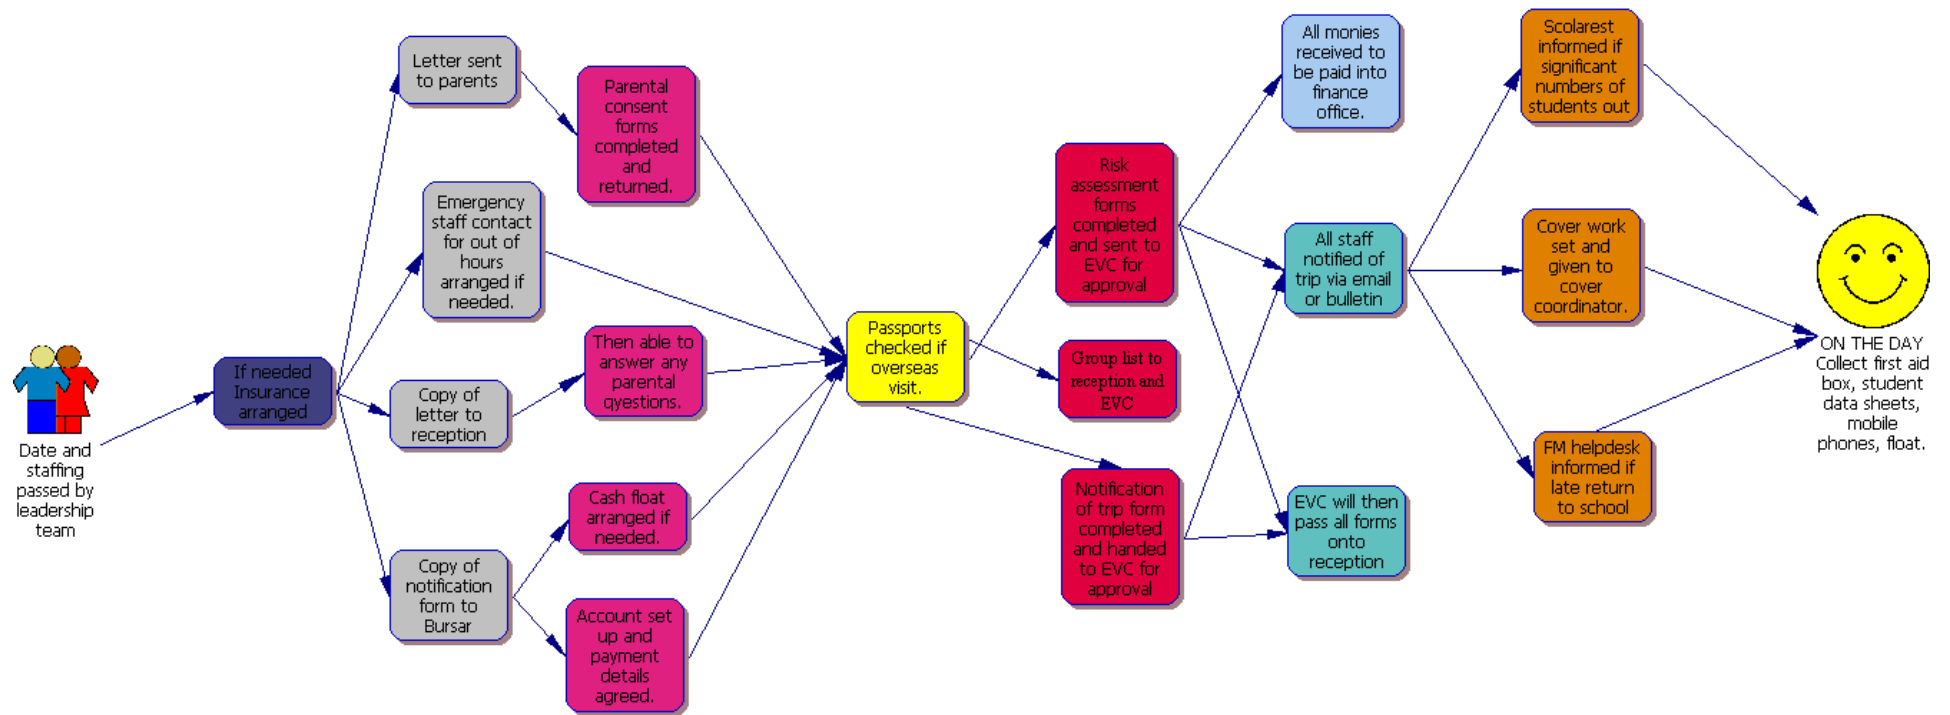 Date and
staffing
passed by
leadership
team
If needed
Insurance
arranged
Letter sent
to parents
Emergency
staff contact
for out of
hours
arranged if
needed.
Copy of
letter to
reception
Copy of
notification
form to
Bursar
Parental
consent
forms
completed
and
returned.
Then able to
answer any
parental
qyestions.
Cash float
arranged if
needed.
Account set
up and
payment
details
agreed.
Passports
checked if
overseas
visit.
Risk
assessment
forms
completed
and sent to
EVC for
approval
Group list to
reception and
EVC
Notification
of trip form
completed
and handed
to EVC for
approval
All monies
received to
be paid into
finance
office.
All staff
notified of
trip via email
or bulletin
EVC will then
pass all forms
onto
reception
Scolarest
informed if
significant
numbers of
students out
Cover work
set and
given to
cover
coordinator.
FM helpdesk
informed if
late return
to school
ON THE DAY
Collect first aid
box, student
data sheets,
mobile
phones, float.